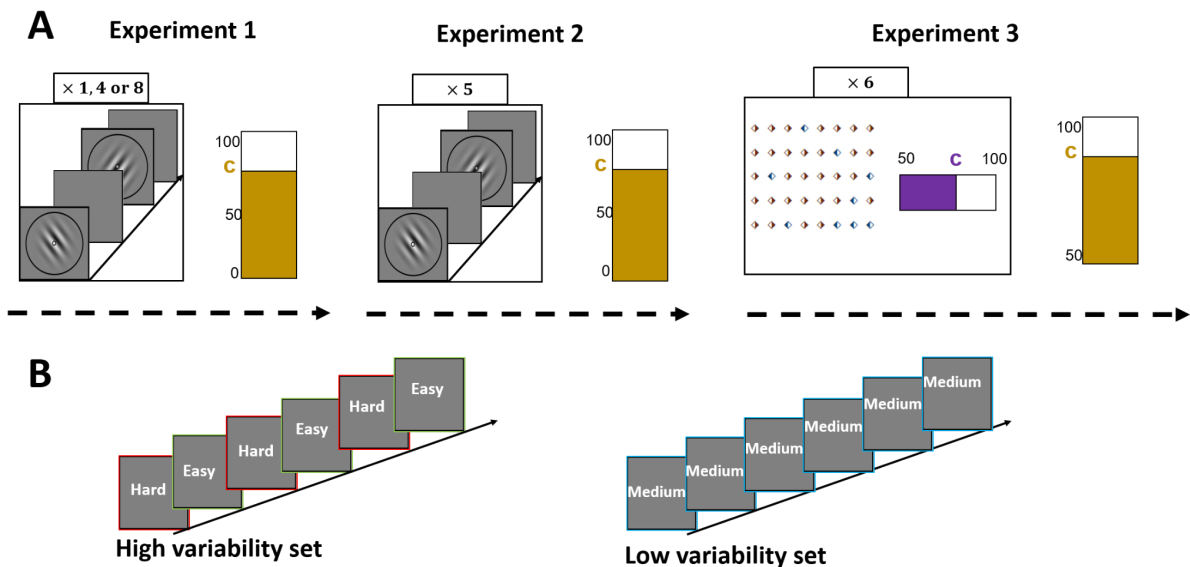 A
Experiment 1
Experiment 2
Experiment 3
× 1, 4 or 8
× 5
× 6
100
C
50
0
100
C
50
0
50
C
100
100
C
50
B
Hard
Easy
Hard
Easy
Hard
Easy
High variability set
Medium
Medium
Medium
Medium
Medium
Medium
Low variability set